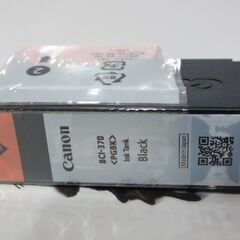 Canon
BCI-370
<PGBK>
Ink Tank
Black
Made in Japan